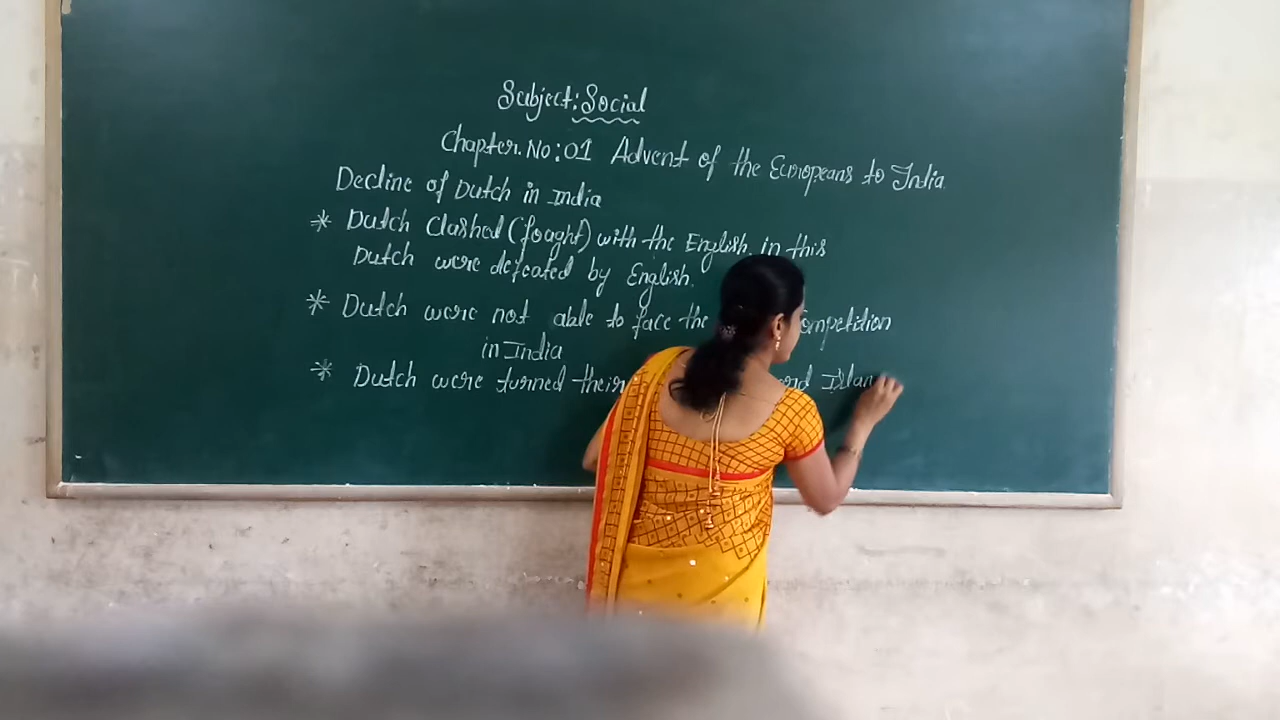 Subject: Social
Chapter. No: 01 Advent of the Europeans to India
Decline of Dutch in India
* Dutch Clashed (fought) with the English in this
Dutch were defeated by English.
* Dutch were not able to face the ompetition
in India
* Dutch were turned their